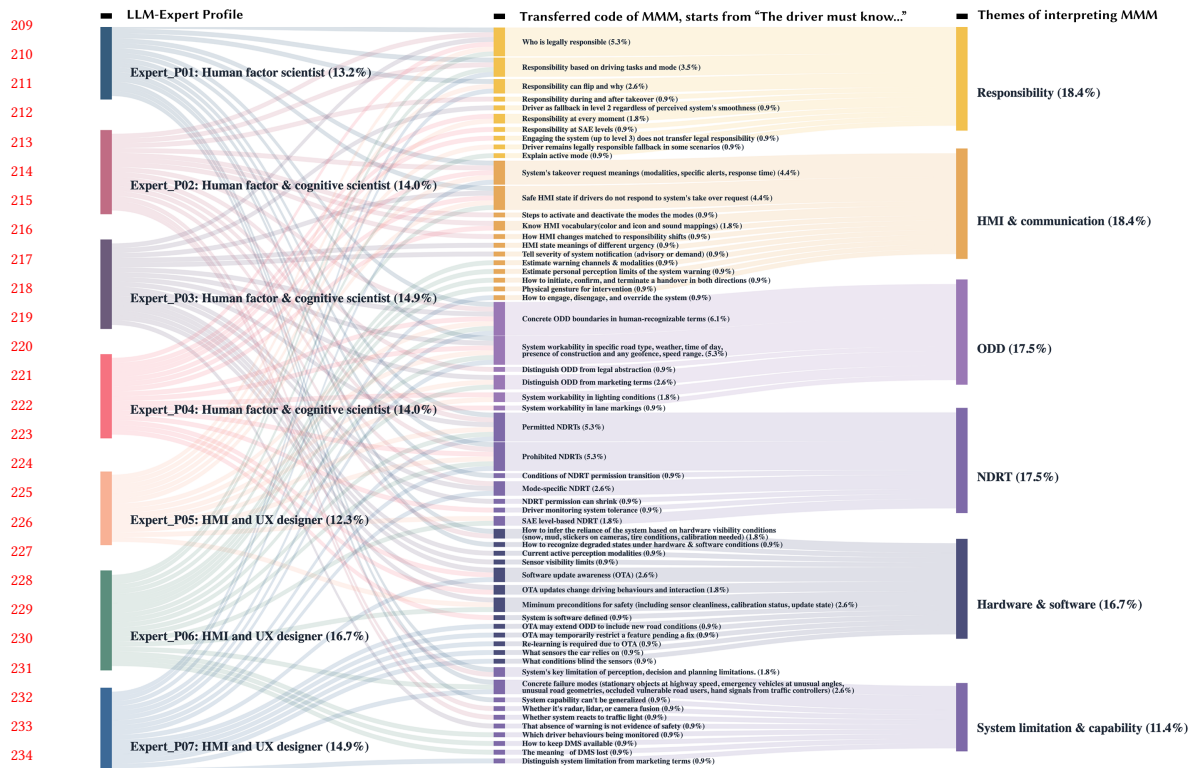 LLM-Expert Profile
Transferred code of MMM, starts from “The driver must know...”
Themes of interpreting MMM
209
210
211
212
213
214
215
216
217
218
219
220
221
222
223
224
225
226
227
228
229
230
231
232
233
234
Expert_P01: Human factor scientist (13.2%)
Expert_P02: Human factor & cognitive scientist (14.0%)
Expert_P03: Human factor & cognitive scientist (14.9%)
Expert_P04: Human factor & cognitive scientist (14.0%)
Expert_P05: HMI and UX designer (12.3%)
Expert_P06: HMI and UX designer (16.7%)
Expert_P07: HMI and UX designer (14.9%)
Who is legally responsible (5.3%)
Responsibility based on driving tasks and mode (3.5%)
Responsibility can flip and why (2.6%)
Responsibility during and after takeover (0.9%)
Driver as fallback in level 2 regardless of perceived system's smoothness (0.9%)
Responsibility at every moment (1.8%)
Responsibility at SAE levels (0.9%)
Engaging the system (up to level 3) does not transfer legal responsibility (0.9%)
Driver remains legally responsible fallback in some scenarios (0.9%)
Explain active mode (0.9%)
System's takeover request meanings (modalities, specific alerts, response time) (4.4%)
Safe HMI state if drivers do not respond to system's take over request (4.4%)
Steps to activate and deactivate the modes the modes (0.9%)
Know HMI vocabulary(color and icon and sound mappings) (1.8%)
How HMI changes matched to responsibility shifts (0.9%)
HMI state meanings of different urgency (0.9%)
Tell severity of system notification (advisory or demand) (0.9%)
Estimate warning channels & modalities (0.9%)
Estimate personal perception limits of the system warning (0.9%)
How to initiate, confirm, and terminate a handover in both directions (0.9%)
Physical gensture for intervention (0.9%)
How to engage, disengage, and override the system (0.9%)
Concrete ODD boundaries in human-recognizable terms (6.1%)
System workability in specific road type, weather, time of day,
presence of construction and any geofence, speed range. (5.3%)
Distinguish ODD from legal abstraction (0.9%)
Distinguish ODD from marketing terms (2.6%)
System workability in lighting conditions (1.8%)
System workability in lane markings (0.9%)
Permitted NDRTs (5.3%)
Prohibited NDRTs (5.3%)
Conditions of NDRT permission transition (0.9%)
Mode-specific NDRT (2.6%)
NDRT permission can shrink (0.9%)
Driver monitoring system tolerance (0.9%)
SAE level-based NDRT (1.8%)
How to infer the reliance of the system based on hardware visibility conditions
(snow, mud, stickers on cameras, tire conditions, calibration needed) (1.8%)
How to recognize degraded states under hardware & software conditions (0.9%)
Current active perception modalities (0.9%)
Sensor visibility limits (0.9%)
Software update awareness (OTA) (2.6%)
OTA updates change driving behaviours and interaction (1.8%)
Miminum preconditions for safety (including sensor cleanliness, calibration status, update state) (2.6%)
System is software defined (0.9%)
OTA may extend ODD to include new road conditions (0.9%)
OTA may temporarily restrict a feature pending a fix (0.9%)
Re-learning is required due to OTA (0.9%)
What sensors the car relies on (0.9%)
What conditions blind the sensors (0.9%)
System's key limitation of perception, decision and planning limitations. (1.8%)
Concrete failure modes (stationary objects at highway speed, emergency vehicles at unusual angles,
unusual road geometries, occluded vulnerable road users, hand signals from traffic controllers) (2.6%)
System capability can't be generalized (0.9%)
Whether it's radar, lidar, or camera fusion (0.9%)
Whether system reacts to traffic light (0.9%)
That absence of warning is not evidence of safety (0.9%)
Which driver behaviours being monitored (0.9%)
How to keep DMS available (0.9%)
The meaning of DMS lost (0.9%)
Distinguish system limitation from marketing terms (0.9%)
Responsibility (18.4%)
HMI & communication (18.4%)
ODD (17.5%)
NDRT (17.5%)
Hardware & software (16.7%)
System limitation & capability (11.4%)